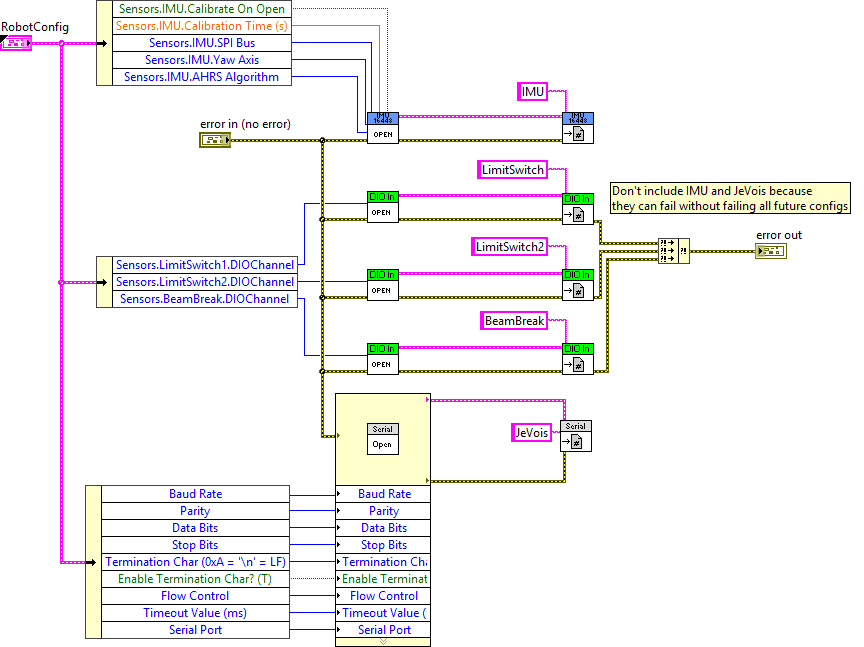 RobotConfig
Sensors.IMU.Calibrate On Open
Sensors.IMU.Calibration Time (s)
Sensors.IMU.SPI Bus
Sensors.IMU.Yaw Axis
Sensors.IMU.AHRS Algorithm
error in (no error)
IMU
16448
OPEN
IMU
IMU
16448
#
LimitSwitch
DIO In
OPEN
DIO In
#
Don't include IMU and JeVois because
they can fail without failing all future configs
error out
LimitSwitch2
DIO In
OPEN
DIO In
#
Sensors.LimitSwitch1.DIOChannel
Sensors.LimitSwitch2.DIOChannel
Sensors.BeamBreak.DIOChannel
BeamBreak
DIO In
OPEN
DIO In
#
Serial
Open
JeVois
Serial
#
Baud Rate
Parity
Data Bits
Stop Bits
Termination Char (0xA = '\n' = LF)
Enable Termination Char? (T)
Flow Control
Timeout Value (ms)
Serial Port
Baud Rate
Parity
Data Bits
Stop Bits
Termination Cha
Enable Terminat
Flow Control
Timeout Value (
Serial Port